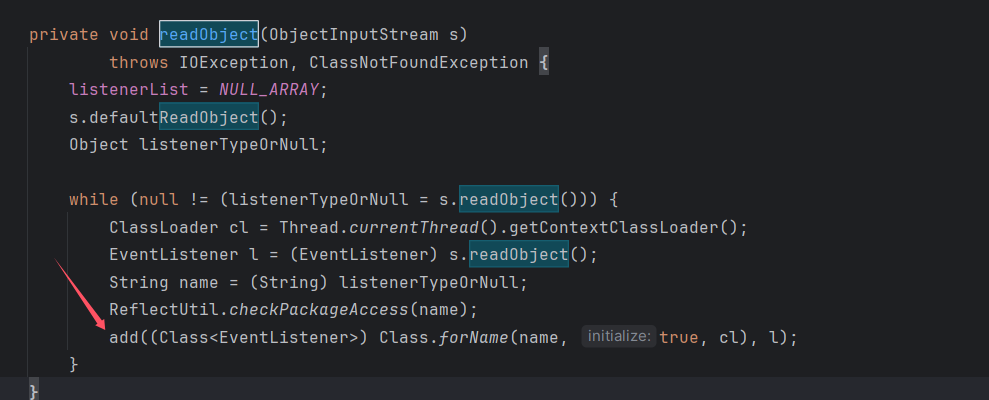 private void readObject(ObjectInputStream s)
throws IOException, ClassNotFoundException {
listenerList = NULL_ARRAY;
s.defaultReadObject();
Object listenerTypeOrNull;
while (null != (listenerTypeOrNull = s.readObject())) {
ClassLoader cl = Thread.currentThread().getContextClassLoader();
EventListener l = (EventListener) s.readObject();
String name = (String) listenerTypeOrNull;
ReflectUtil.checkPackageAccess(name);
add((Class<EventListener>) Class.forName(name, initialize: true, cl), l);
}
}